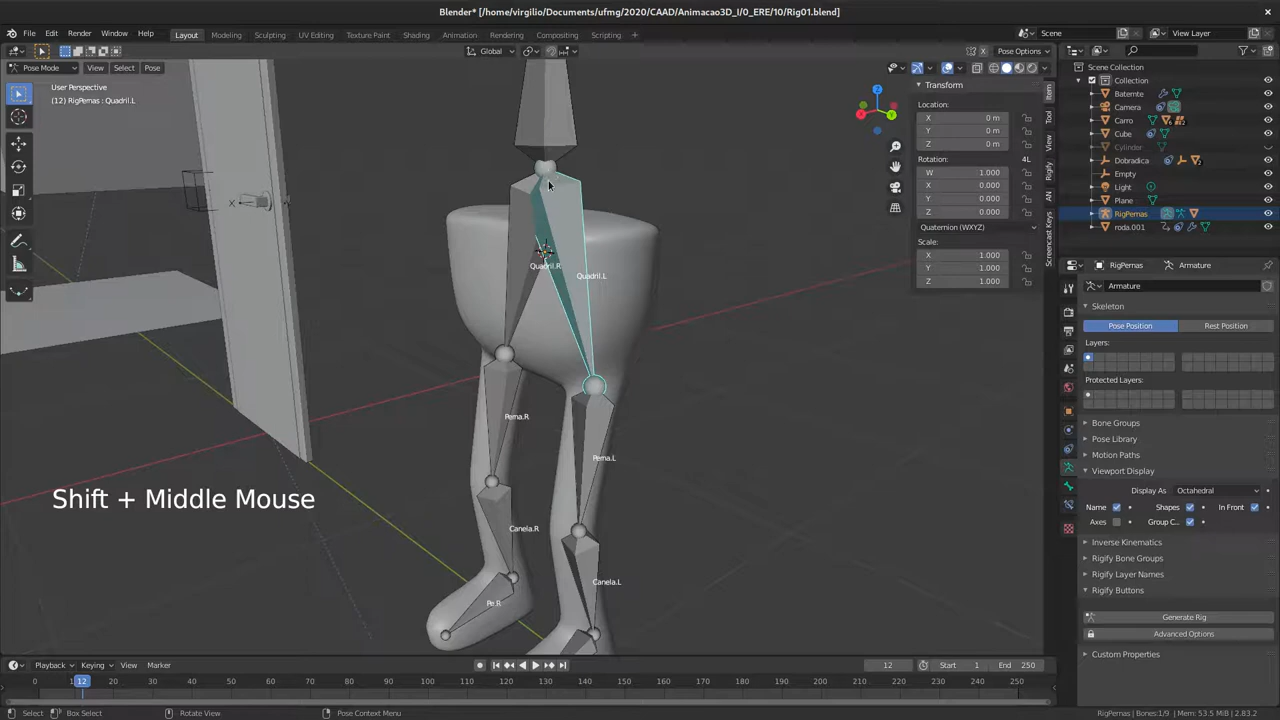 Blender* [/home/virgilio/Documents/ufmg/2020/CAAD/Animacao3D_I/0_ERE/10/Rig01.blend]
File Edit Render Window Help Layout Modeling Sculpting UV Editing Texture Paint Shading Animation Rendering Compositing Scripting + Scene View Layer
Global Pose Options
Pose Mode View Select Pose
User Perspective
(12) RigPernas : Quadril.L
Transform
Location:
X 0 m
Y 0 m
Z 0 m
Rotation: 4L
W 1.000
X 0.000
Y 0.000
Z 0.000
Quaternion (WXYZ)
Scale:
X 1.000
Y 1.000
Z 1.000
Item
Tool
View
Rigify
AN
Screencast Keys
X
Z
X
Y
Quadril.R
Quadril.L
Perna.R
Perna.L
Canela.R
Canela.L
Pe.R
Shift + Middle Mouse
Scene Collection
Collection
Batemte
Camera
Carro
Cube
Cylinder
Dobradica
Empty
Light
Plane
RigPernas
roda.001
RigPernas Armature
Armature
Skeleton
Pose Position Rest Position
Layers:
Protected Layers:
Bone Groups
Pose Library
Motion Paths
Viewport Display
Display As Octahedral
Name Shapes In Front
Axes Group C...
Inverse Kinematics
Rigify Bone Groups
Rigify Layer Names
Rigify Buttons
Generate Rig
Advanced Options
Custom Properties
Playback Keying View Marker 12 Start 1 End 250
0 12 20 30 40 50 60 70 80 90 100 110 120 130 140 150 160 170 180 190 200 210 220 230 240 250
Select Box Select Rotate View Pose Context Menu RigPernas | Bones:1/9 | Mem: 53.5 MiB | 2.83.2